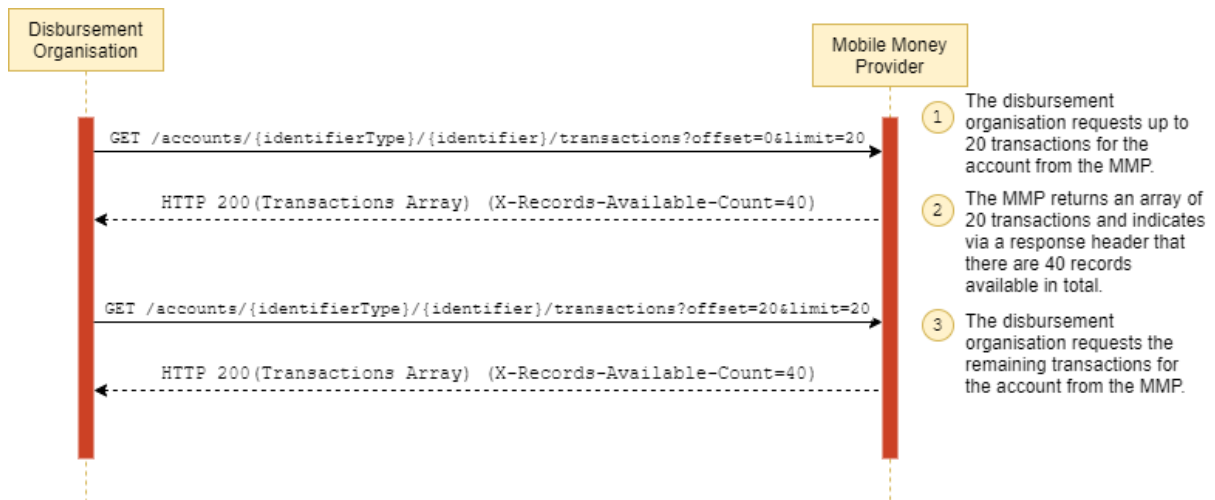 Disbursement
Organisation
Mobile Money
Provider
GET /accounts/{identifierType}/{identifier}/transactions?offset=0&limit=20
1
The disbursement
organisation requests up to
20 transactions for the
account from the MMP.
HTTP 200(Transactions Array) (X-Records-Available-Count=40)
2
The MMP returns an array of
20 transactions and indicates
via a response header that
there are 40 records
available in total.
GET /accounts/{identifierType}/{identifier}/transactions?offset=20&limit=20
3
The disbursement
organisation requests the
remaining transactions for
the account from the MMP.
HTTP 200(Transactions Array) (X-Records-Available-Count=40)